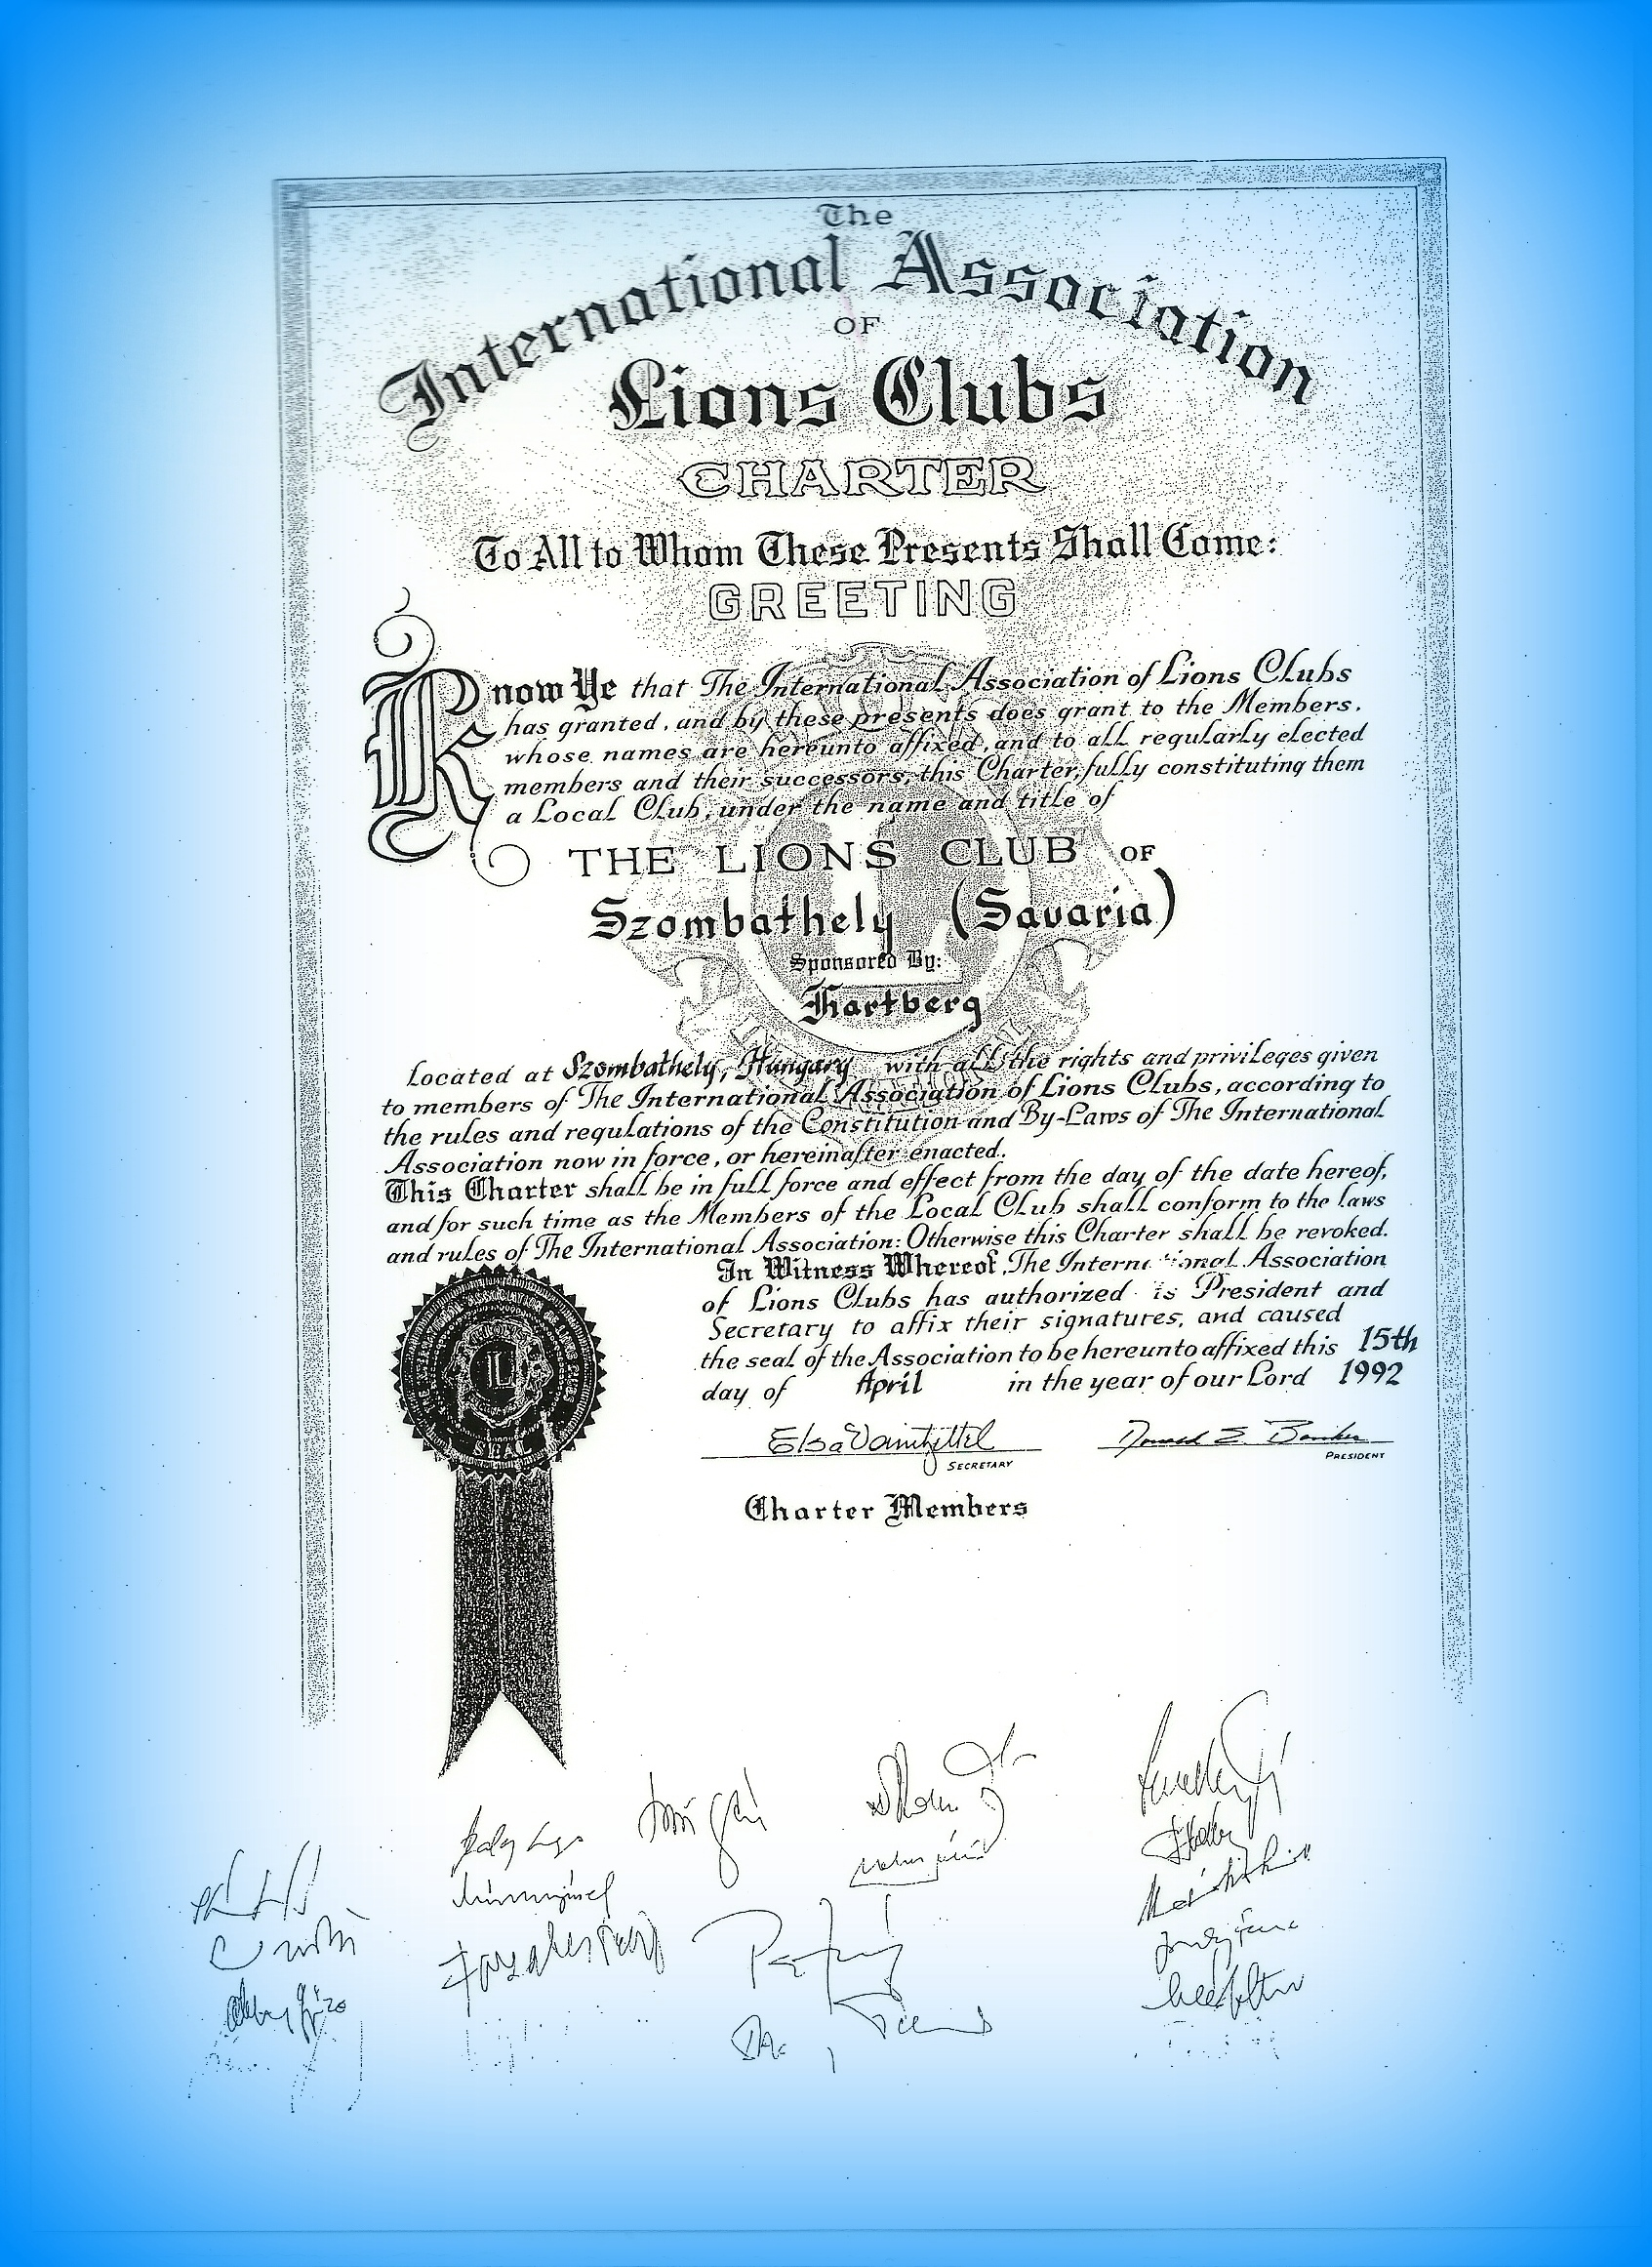 The
International Association
OF
Lions Clubs
CHARTER
To All to Whom These Presents Shall Come:
GREETING
Know Ye that The International Association of Lions Clubs
has granted, and by these presents does grant to the Members,
whose names are hereunto affixed, and to all regularly elected
members and their successors, this Charter, fully constituting them
a Local Club, under the name and title of
THE LIONS CLUB OF
Szombathely (Savaria)
Sponsored By:
Hartberg
Located at Szombathely, Hungary with all the rights and privileges given
to members of The International Association of Lions Clubs, according to
the rules and regulations of the Constitution and By-Laws of The International
Association now in force, or hereinafter enacted.
This Charter shall be in full force and effect from the day of the date hereof,
and for such time as the Members of the Local Club shall conform to the laws
and rules of The International Association: Otherwise this Charter shall be revoked.
In Witness Whereof, The International Association
of Lions Clubs has authorized is President and
Secretary to affix their signatures, and caused
the seal of the Association to be hereunto affixed this 15th
day of April in the year of our Lord 1992
SECRETARY
PRESIDENT
L
SEAL
Charter Members